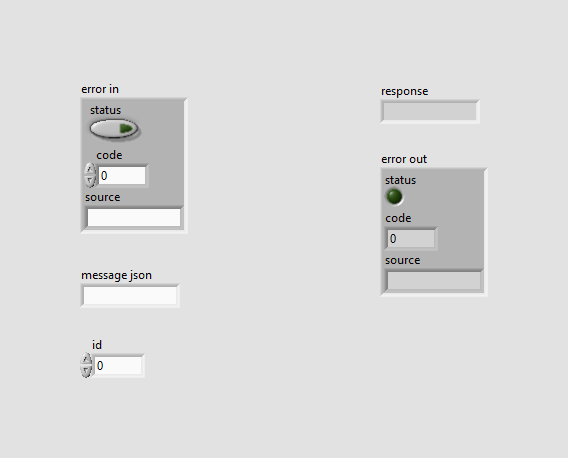 error in
status
code
0
source
message json
id
0
response
error out
status
code
0
source